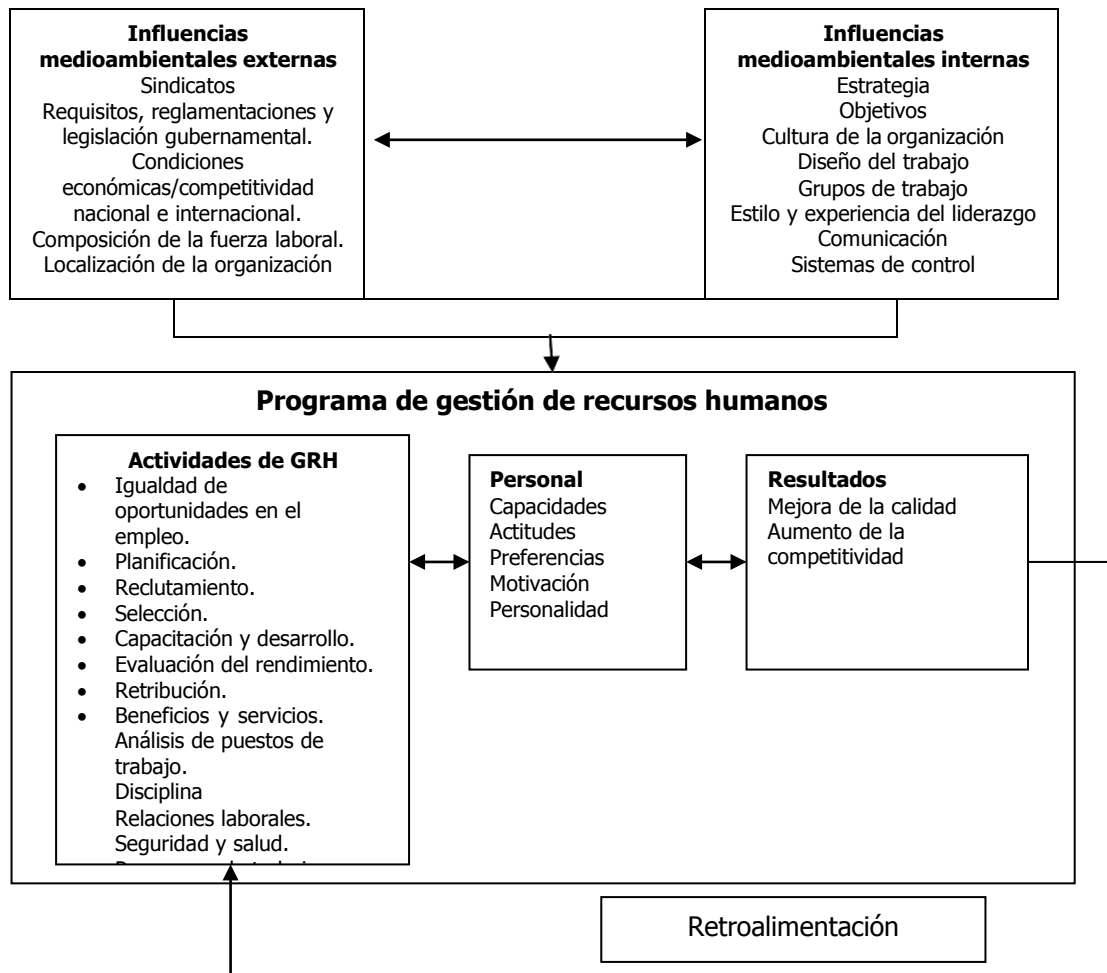 Influencias
medioambientales externas
Sindicatos
Requisitos, reglamentaciones y
legislación gubernamental.
Condiciones
económicas/competitividad
nacional e internacional.
Composición de la fuerza laboral.
Localización de la organización
Influencias
medioambientales internas
Estrategia
Objetivos
Cultura de la organización
Diseño del trabajo
Grupos de trabajo
Estilo y experiencia del liderazgo
Comunicación
Sistemas de control
Programa de gestión de recursos humanos
Actividades de GRH
• Igualdad de
oportunidades en el
empleo.
• Planificación.
• Reclutamiento.
• Selección.
• Capacitación y desarrollo.
• Evaluación del rendimiento.
• Retribución.
• Beneficios y servicios.
Análisis de puestos de
trabajo.
Disciplina
Relaciones laborales.
Seguridad y salud.
Personal
Capacidades
Actitudes
Preferencias
Motivación
Personalidad
Resultados
Mejora de la calidad
Aumento de la
competitividad
Retroalimentación